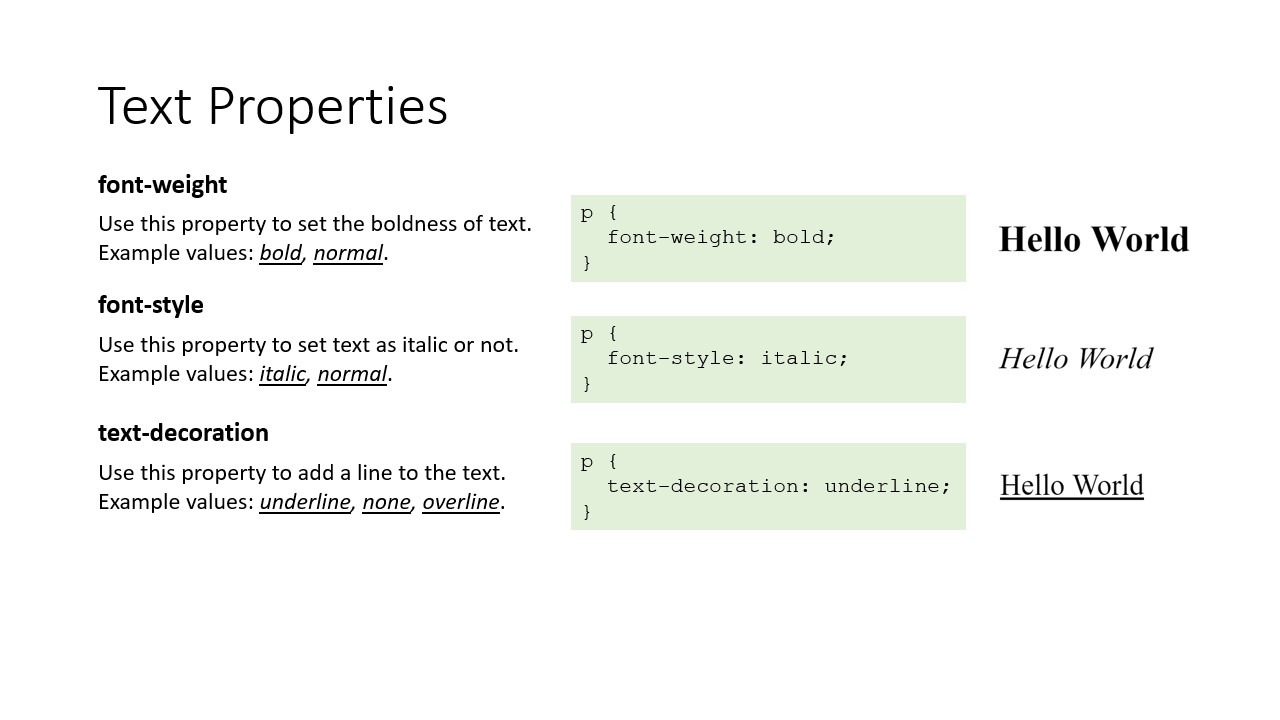 Text Properties
font-weight
Use this property to set the boldness of text.
Example values: bold, normal.
p {
  font-weight: bold;
}
Hello World
font-style
Use this property to set text as italic or not.
Example values: italic, normal.
p {
  font-style: italic;
}
Hello World
text-decoration
Use this property to add a line to the text.
Example values: underline, none, overline.
p {
  text-decoration: underline;
}
Hello World